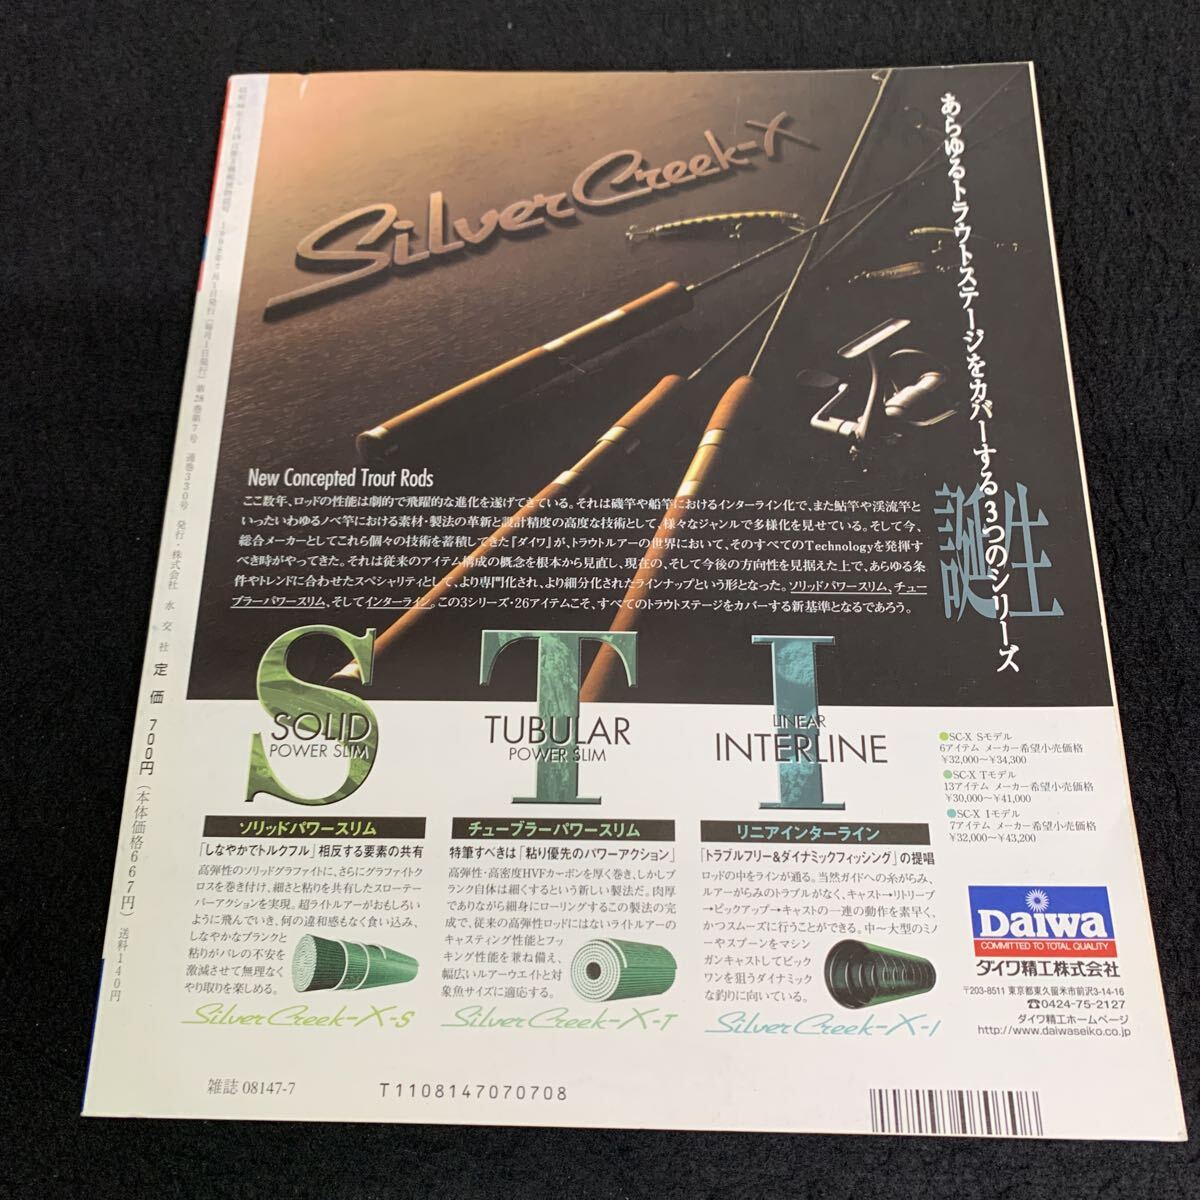 Silver Creek-X
あらゆるトラウトステージをカバーする3つのシリーズ
誕生
New Concepted Trout Rods
ここ数年、ロッドの性能は劇的で飛躍的な進化を遂げてきている。それは磯竿や船竿におけるインターライン化で、また鮎竿や渓流竿と
いったいわゆるノベ竿における素材・製法の革新と設計精度の高度な技術として、様々なジャンルで多様化を見せている。そして今、
総合メーカーとしてこれら個々の技術を蓄積してきた『ダイワ』が、トラウトルアーの世界において、そのすべてのTechnologyを発揮す
べき時がやってきた。それは従来のアイテム構成の概念を根本から見直し、現在の、そして今後の方向性を見据えた上で、あらゆる条
件やトレンドに合わせたスペシャリティとして、より専門化され、より細分化されたラインナップという形となった。ソリッドパワースリム、チュー
ブラーパワースリム、そしてインターライン。この3シリーズ・26アイテムこそ、すべてのトラウトステージをカバーする新基準となるであろう。
S
SOLID
POWER SLIM
ソリッドパワースリム
「しなやかでトルクフル」相反する要素の共有
高弾性のソリッドグラファイトに、さらにグラファイトク
ロスを巻き付け、細さと粘りを共有したスローテー
パーアクションを実現。超ライトルアーがおもしろい
ように飛んでいき、何の違和感もなく食い込み、
しなやかなブランクと
粘りがバレの不安を
激減させて無理なく
やり取りを楽しめる。
Silver Creek-X-S
T
TUBULAR
POWER SLIM
チューブラーパワースリム
特筆すべきは「粘り優先のパワーアクション」
高弾性・高密度HVFカーボンを厚く巻き、しかしブ
ランク自体は細くするという新しい製法だ。肉厚
でありながら細身にローリングするこの製法の完
成で、従来の高弾性ロッドにはないライトルアーの
キャスティング性能とフッ
キング性能を兼ね備え、
幅広いルアーウエイトと対
象魚サイズに適応する。
Silver Creek-X-T
I
LINEAR
INTERLINE
リニアインターライン
「トラブルフリー&ダイナミックフィッシング」の提唱
ロッドの中をラインが通る。当然ガイドへの糸がらみ、
ルアーがらみのトラブルがなく、キャスト→リトリーブ
→ピックアップ→キャストの一連の動作を素早く、
かつスムーズに行うことができる。中〜大型のミノ
ーやスプーンをマシン
ガンキャストしてビック
ワンを狙うダイナミック
な釣りに向いている。
Silver Creek-X-I
●SC-X Sモデル
6アイテム メーカー希望小売価格
¥32,000〜¥34,300
●SC-X Tモデル
13アイテム メーカー希望小売価格
¥30,000〜¥41,000
●SC-X Iモデル
7アイテム メーカー希望小売価格
¥32,000〜¥43,200
DAIWA
COMMITTED TO TOTAL QUALITY
ダイワ精工株式会社
〒203-8511 東京都東久留米市前沢3-14-16
☎0424-75-2127
ダイワ精工ホームページ
http://www.daiwaseiko.co.jp
雑誌 08147-7
T1108147070708
1998年7月1日発行(毎月1日発行) 第28巻第7号 通巻330号 発行・株式会社 水交社 定価 700円(本体価格667円) 送料140円